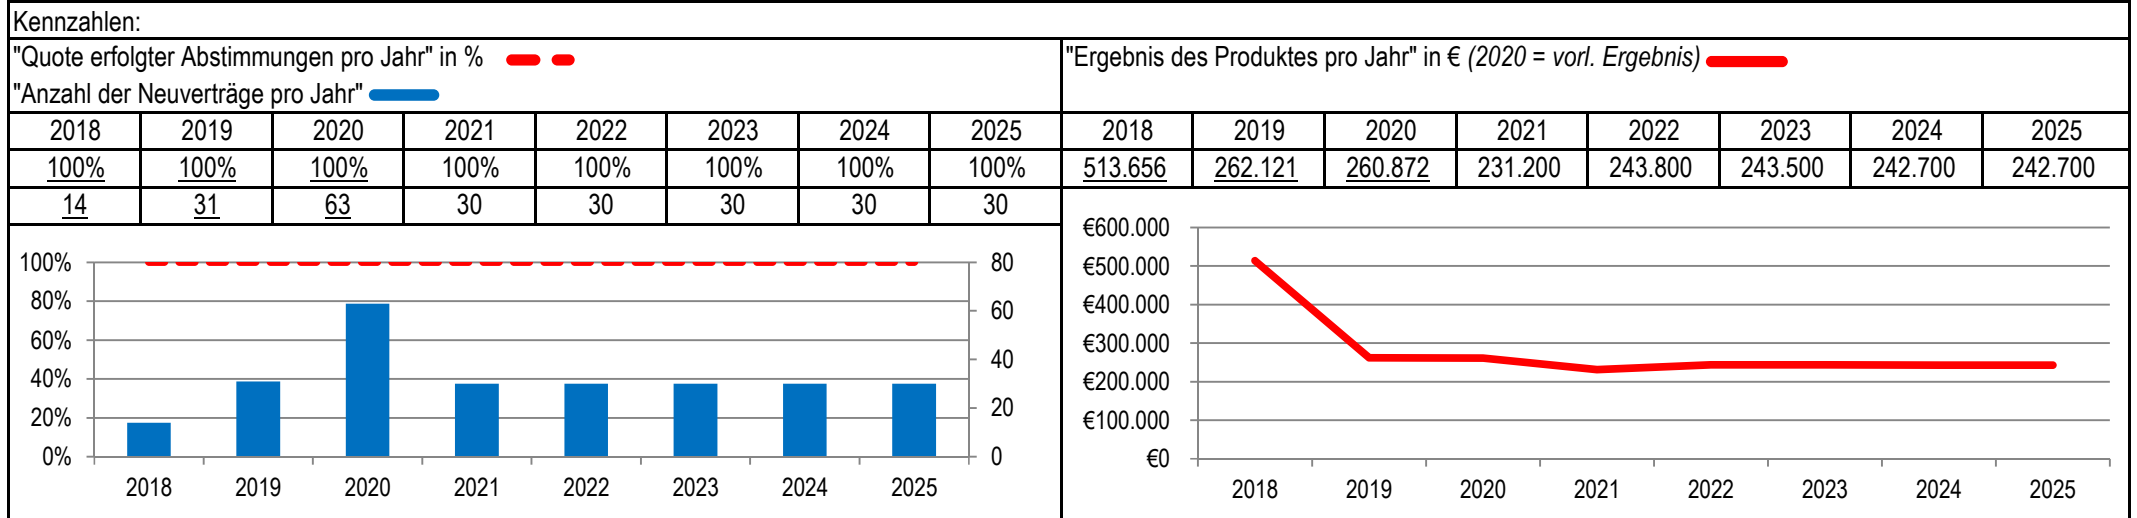 Kennzahlen:
"Quote erfolgter Abstimmungen pro Jahr" in %
"Anzahl der Neuverträge pro Jahr"
2018 2019 2020 2021 2022 2023 2024 2025
100% 100% 100% 100% 100% 100% 100% 100%
14 31 63 30 30 30 30 30
100%
80%
60%
40%
20%
0%
80
60
40
20
0
2018 2019 2020 2021 2022 2023 2024 2025
"Ergebnis des Produktes pro Jahr" in € (2020 = vorl. Ergebnis)
2018 2019 2020 2021 2022 2023 2024 2025
513.656 262.121 260.872 231.200 243.800 243.500 242.700 242.700
€600.000
€500.000
€400.000
€300.000
€200.000
€100.000
€0
2018 2019 2020 2021 2022 2023 2024 2025